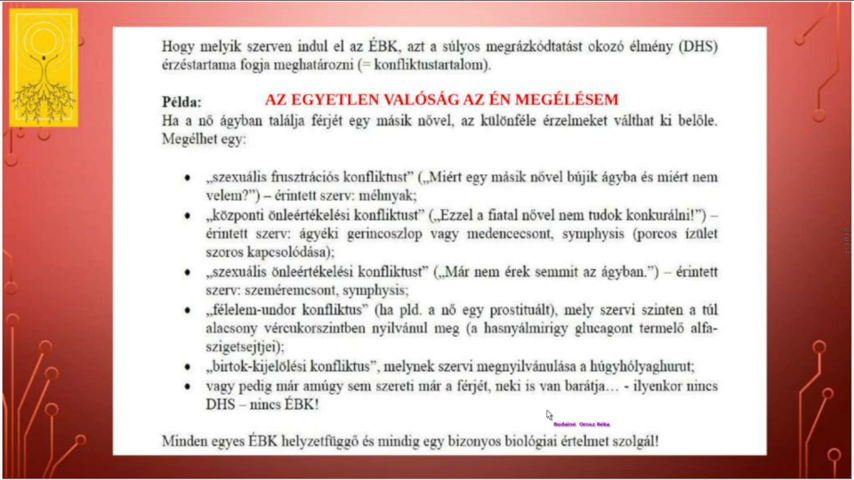 Hogy melyik szerven indul el az ÉBK, azt a súlyos megrázkódtatást okozó élmény (DHS)
érzéstartama fogja meghatározni (= konfliktustartalom).
Példa: AZ EGYETLEN VALÓSÁG AZ ÉN MEGÉLÉSEM
Ha a nő ágyban találja férjét egy másik nővel, az különféle érzelmeket válthat ki belőle.
Megélhet egy:
• „szexuális frusztrációs konfliktust” („Miért egy másik nővel bújik ágyba és miért nem
velem?”) – érintett szerv: méhnyak;
• „központi önleértékelési konfliktust” („Ezzel a fiatal nővel nem tudok konkurálni!”) –
érintett szerv: ágyéki gerincoszlop vagy medencecsont, symphysis (porcos ízület
szoros kapcsolódása);
• „szexuális önleértékelési konfliktust” („Már nem érek semmit az ágyban.”) – érintett
szerv: szeméremcsont, symphysis;
• „félelem-undor konfliktus” (ha pld. a nő egy prostituált), mely szervi szinten a túl
alacsony vércukorszintben nyilvánul meg (a hasnyálmirigy glucagont termelő alfa-
szigetsejtjei);
• „birtok-kijelölési konfliktus”, melynek szervi megnyilvánulása a húgyhólyaghurut;
• vagy pedig már amúgy sem szereti már a férjét, neki is van barátja… - ilyenkor nincs
DHS – nincs ÉBK!
Orosz Réka
Minden egyes ÉBK helyzetfüggő és mindig egy bizonyos biológiai értelmet szolgál!